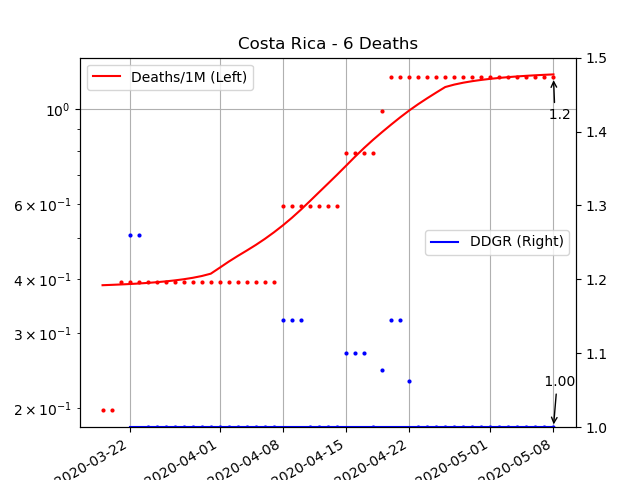 Costa Rica - 6 Deaths
Deaths/1M (Left)
DDGR (Right)
10⁰
6 × 10⁻¹
4 × 10⁻¹
3 × 10⁻¹
2 × 10⁻¹
1.5
1.4
1.3
1.2
1.1
1.0
1.2
1.00
2020-03-22
2020-04-01
2020-04-08
2020-04-15
2020-04-22
2020-05-01
2020-05-08